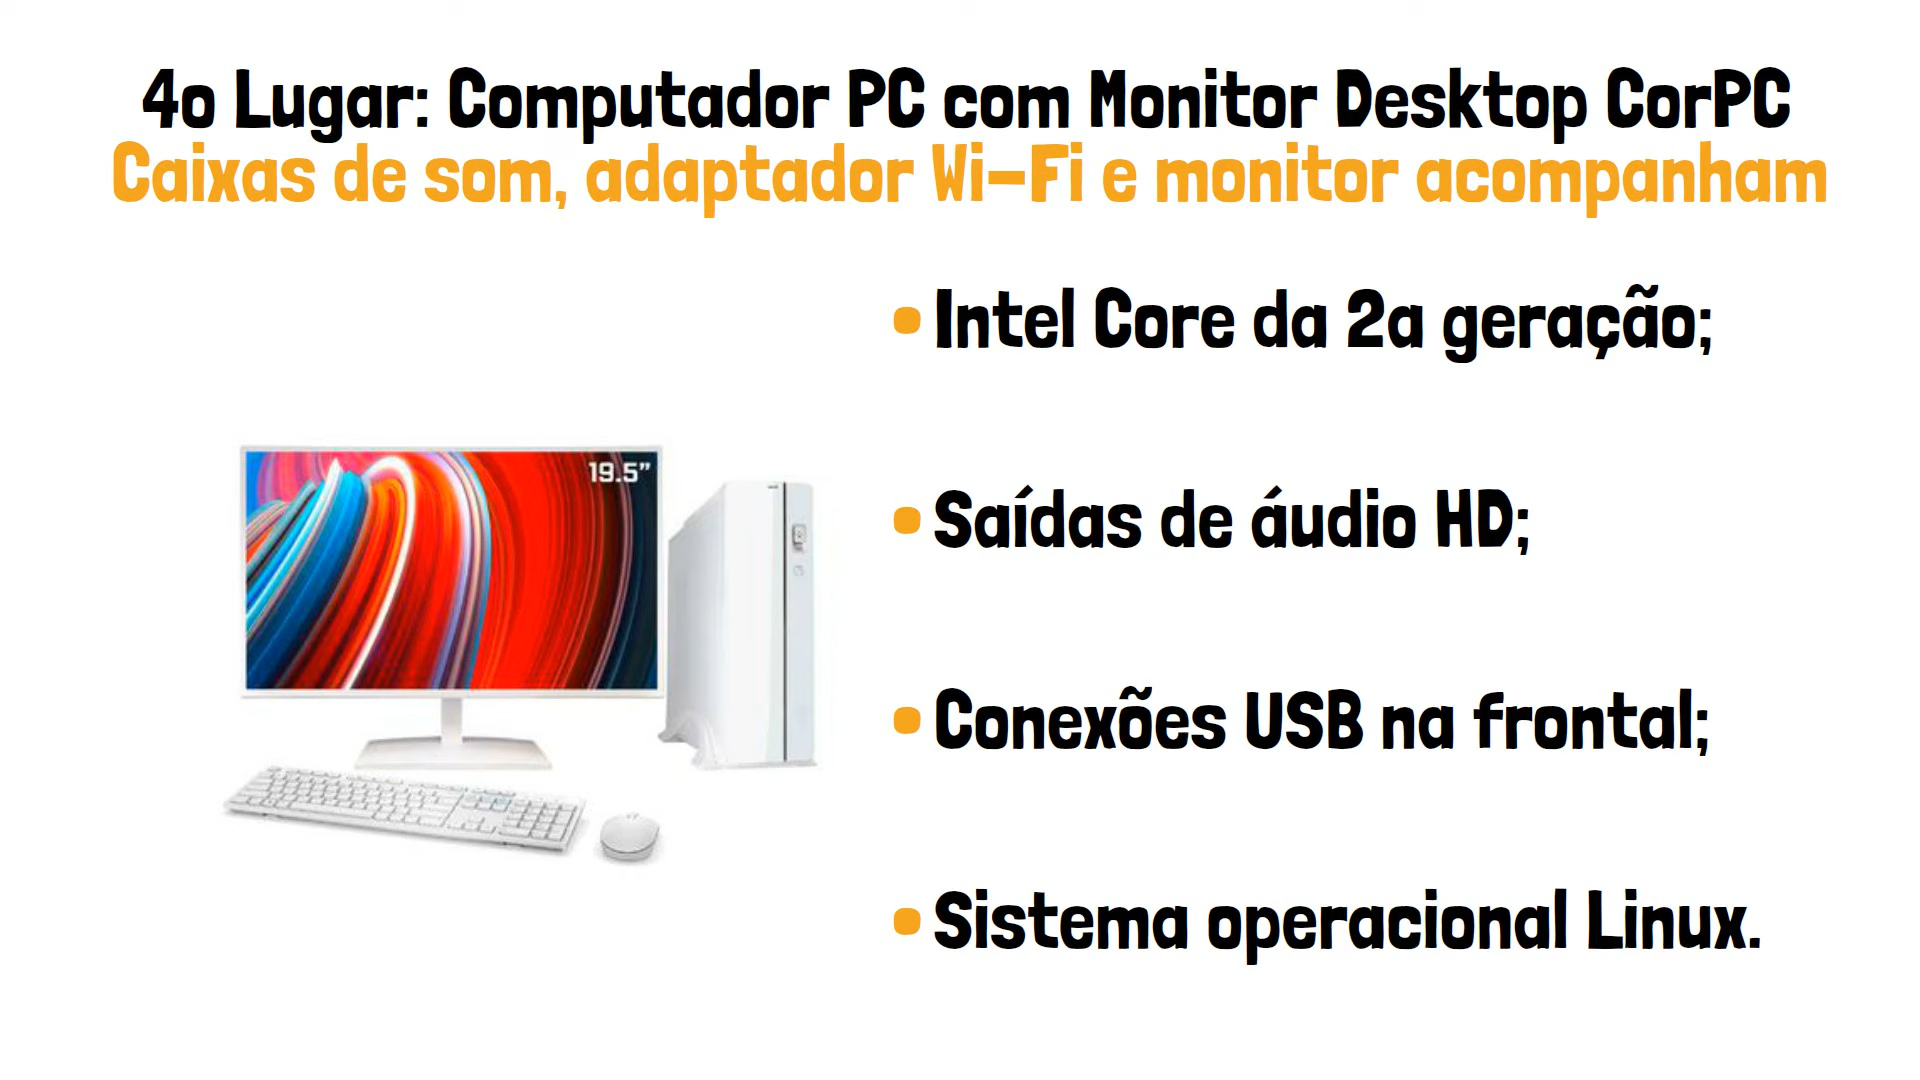 4o Lugar: Computador PC com Monitor Desktop CorPC
Caixas de som, adaptador Wi-Fi e monitor acompanham
• Intel Core da 2a geração;
19.5”
• Saídas de áudio HD;
• Conexões USB na frontal;
• Sistema operacional Linux.